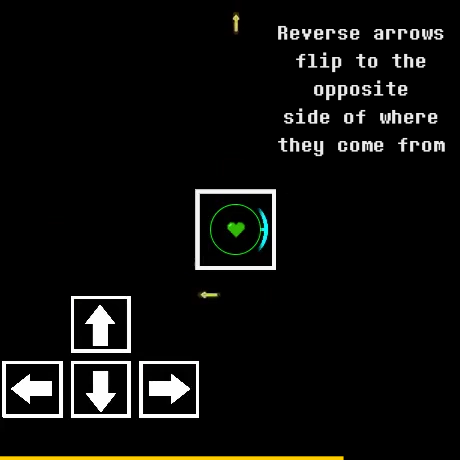 Reverse arrows
flip to the
opposite
side of where
they come from